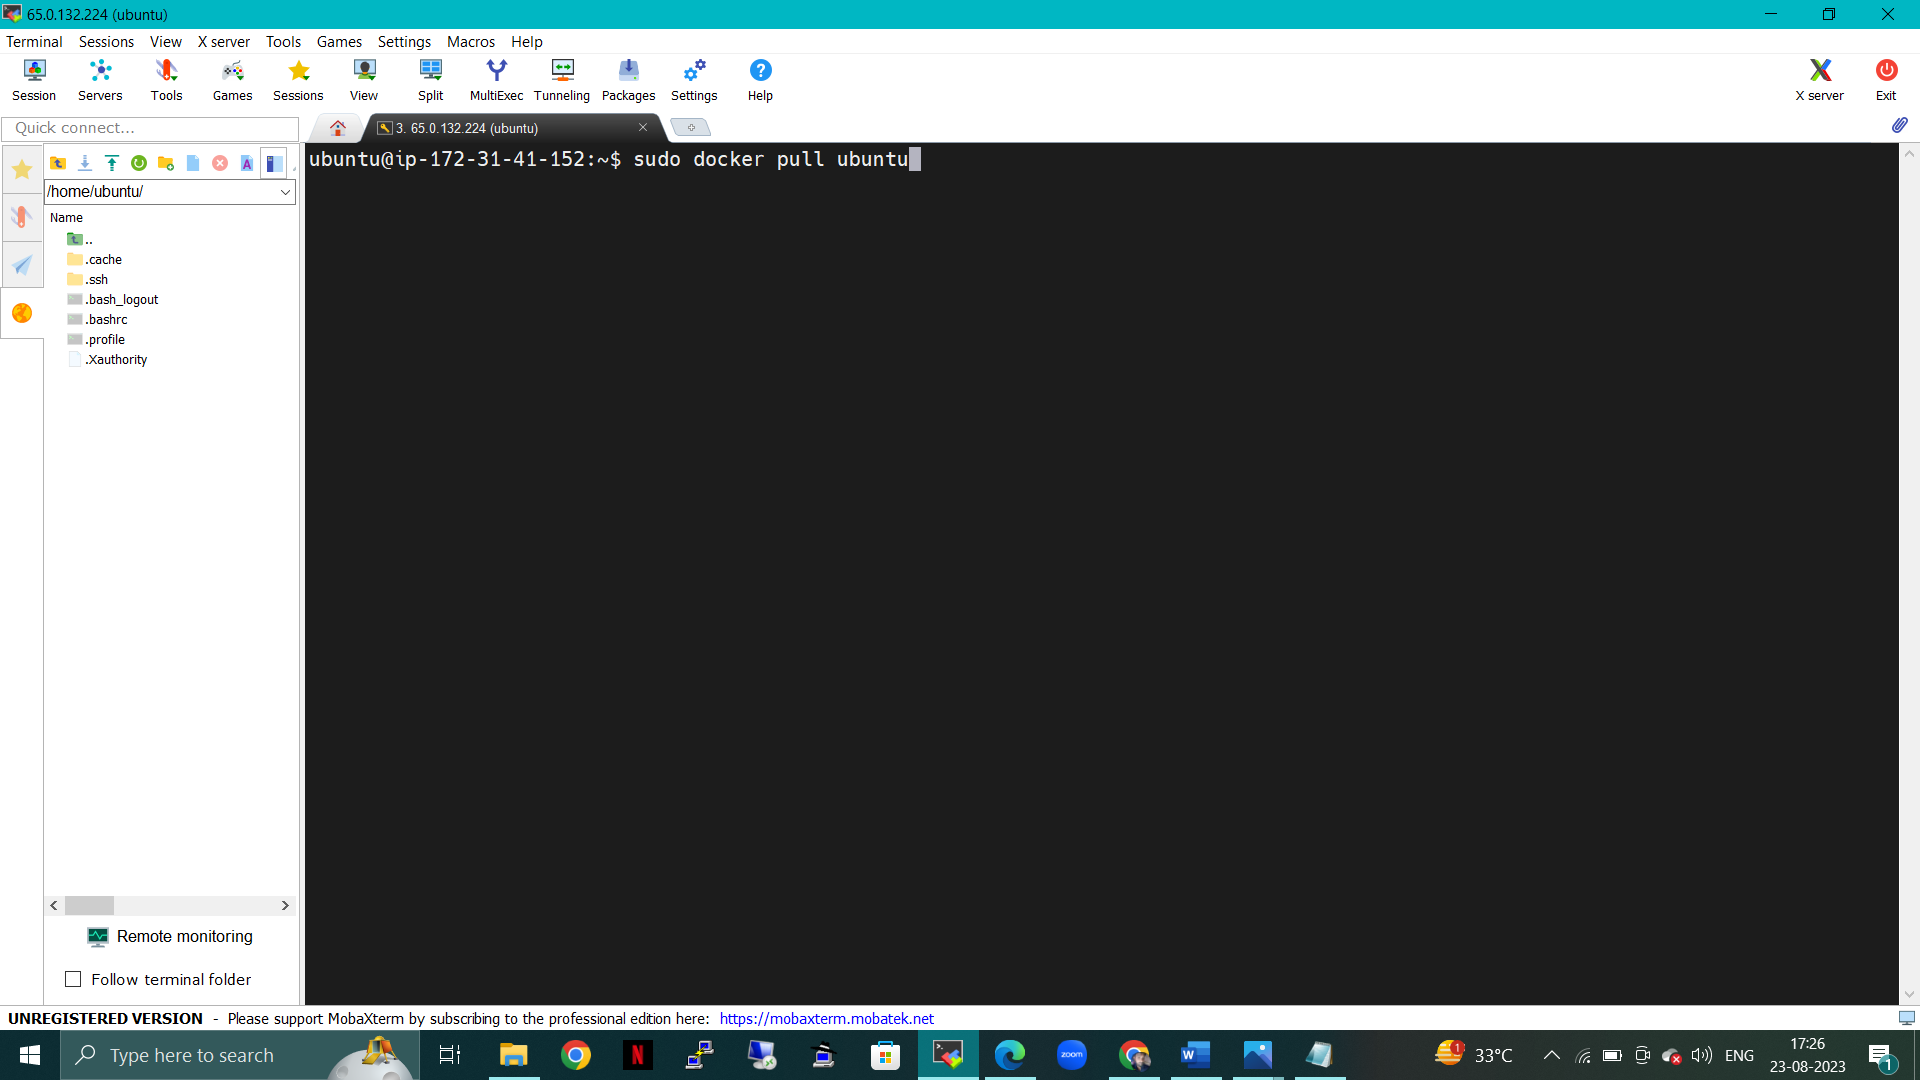 65.0.132.224 (ubuntu)
Terminal Sessions View X server Tools Games Settings Macros Help
Session Servers Tools Games Sessions View Split MultiExec Tunneling Packages Settings Help X server Exit
Quick connect...
3. 65.0.132.224 (ubuntu)
ubuntu@ip-172-31-41-152:~$ sudo docker pull ubuntu
/home/ubuntu/
Name
..
.cache
.ssh
.bash_logout
.bashrc
.profile
.Xauthority
Remote monitoring
Follow terminal folder
UNREGISTERED VERSION - Please support MobaXterm by subscribing to the professional edition here: https://mobaxterm.mobatek.net
Type here to search
zoom
33°C
ENG
17:26
23-08-2023
1